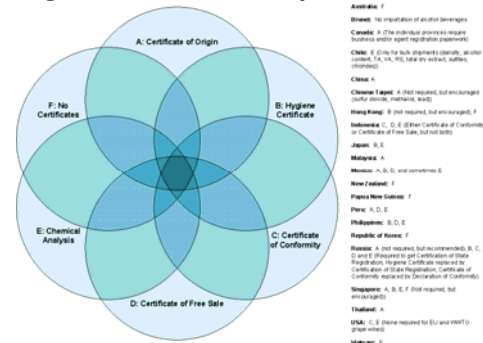 A: Certificate of Origin
F: No
Certificates
B: Hygiene
Certificate
E: Chemical
Analysis
C: Certificate
of Conformity
D: Certificate of Free Sale
Australia: F
Brunei: No importation of alcohol beverages
Canada: A (The individual provinces require
business and/or agent registration paperwork)
Chile: E (Only for bulk shipments (density, alcohol
content, TA, VA, RS, total dry extract, sulfites,
chlorides))
China: A
Chinese Taipei: A (Not required, but encouraged
(sulfur dioxide, methanol, lead))
Hong Kong: B (not required, but encouraged), F
Indonesia: C, D, E (Either Certificate of Conformity
or Certificate of Free Sale, but not both)
Japan: B, E
Malaysia: A
Mexico: A, B, D, and sometimes E
New Zealand: F
Papua New Guinea: F
Peru: A, D, E
Philippines: B, D, E
Republic of Korea: F
Russia: A (not required, but recommended), B, C,
D and E (Required to get Certification of State
Registration, Hygiene Certificate replaced by
Certification of State Registration; Certificate of
Conformity replaced by Declaration of Conformity)
Singapore: A, B, E, F (Not required, but
encouraged)
Thailand: A
USA: C, E (None required for EU and WWTG
grape wines)
Vietnam: F